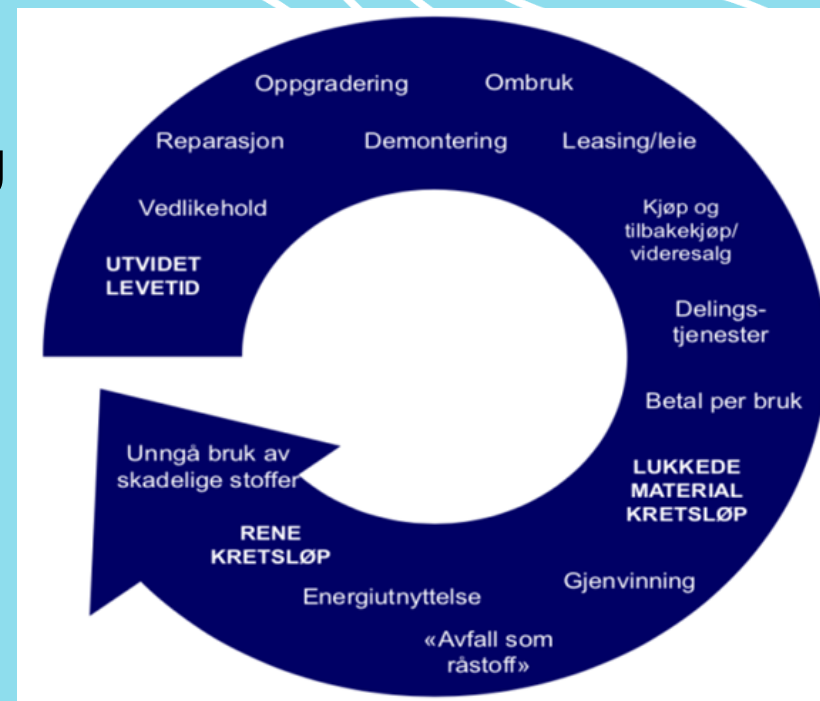 g
Oppgradering
Ombruk
Reparasjon
Demontering
Leasing/leie
Vedlikehold
Kjøp og
tilbakekjøp/
videresalg
UTVIDET
LEVETID
Delings-
tjenester
Betal per bruk
LUKKEDE
MATERIAL
KRETSLØP
Gjenvinning
«Avfall som
råstoff»
Energiutnyttelse
RENE
KRETSLØP
Unngå bruk av
skadelige stoffer